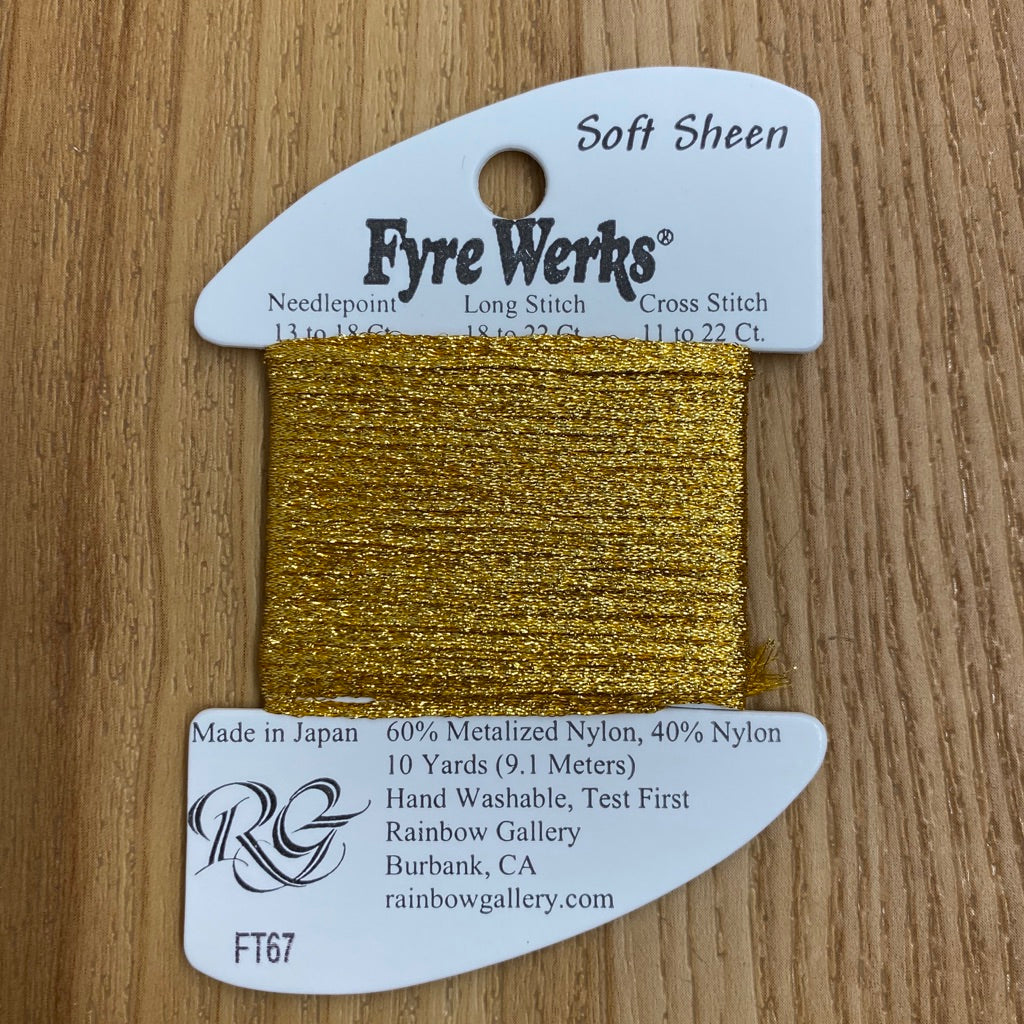 Soft Sheen
Fyre Werks®
Needlepoint Long Stitch Cross Stitch
13 to 18 Ct. 18 to 22 Ct. 11 to 22 Ct.
Made in Japan 60% Metalized Nylon, 40% Nylon
10 Yards (9.1 Meters)
Hand Washable, Test First
Rainbow Gallery
Burbank, CA
rainbowgallery.com
RG
FT67